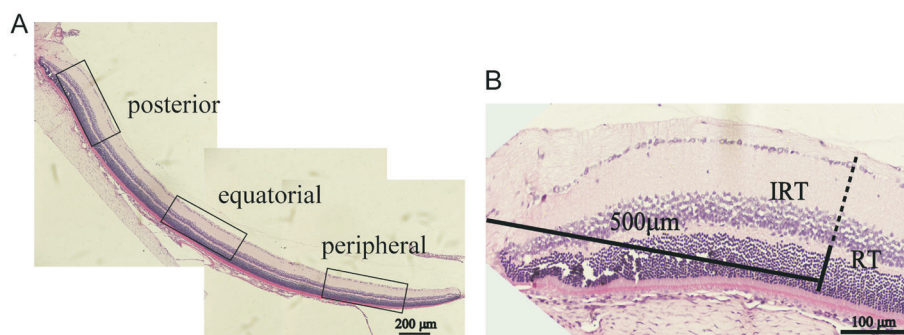 A
posterior
equatorial
peripheral
200 μm
B
IRT
500μm
RT
100 μm